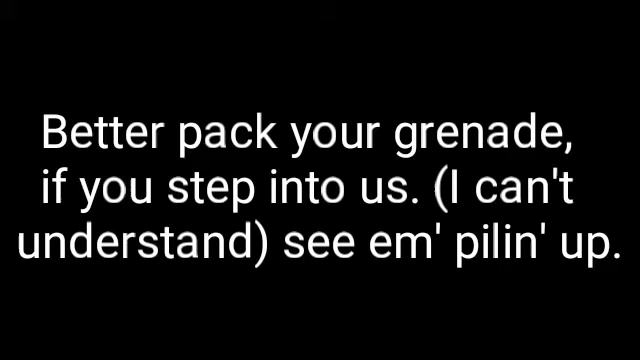 Better pack your grenade,
if you step into us. (I can't
understand) see em' pilin' up.